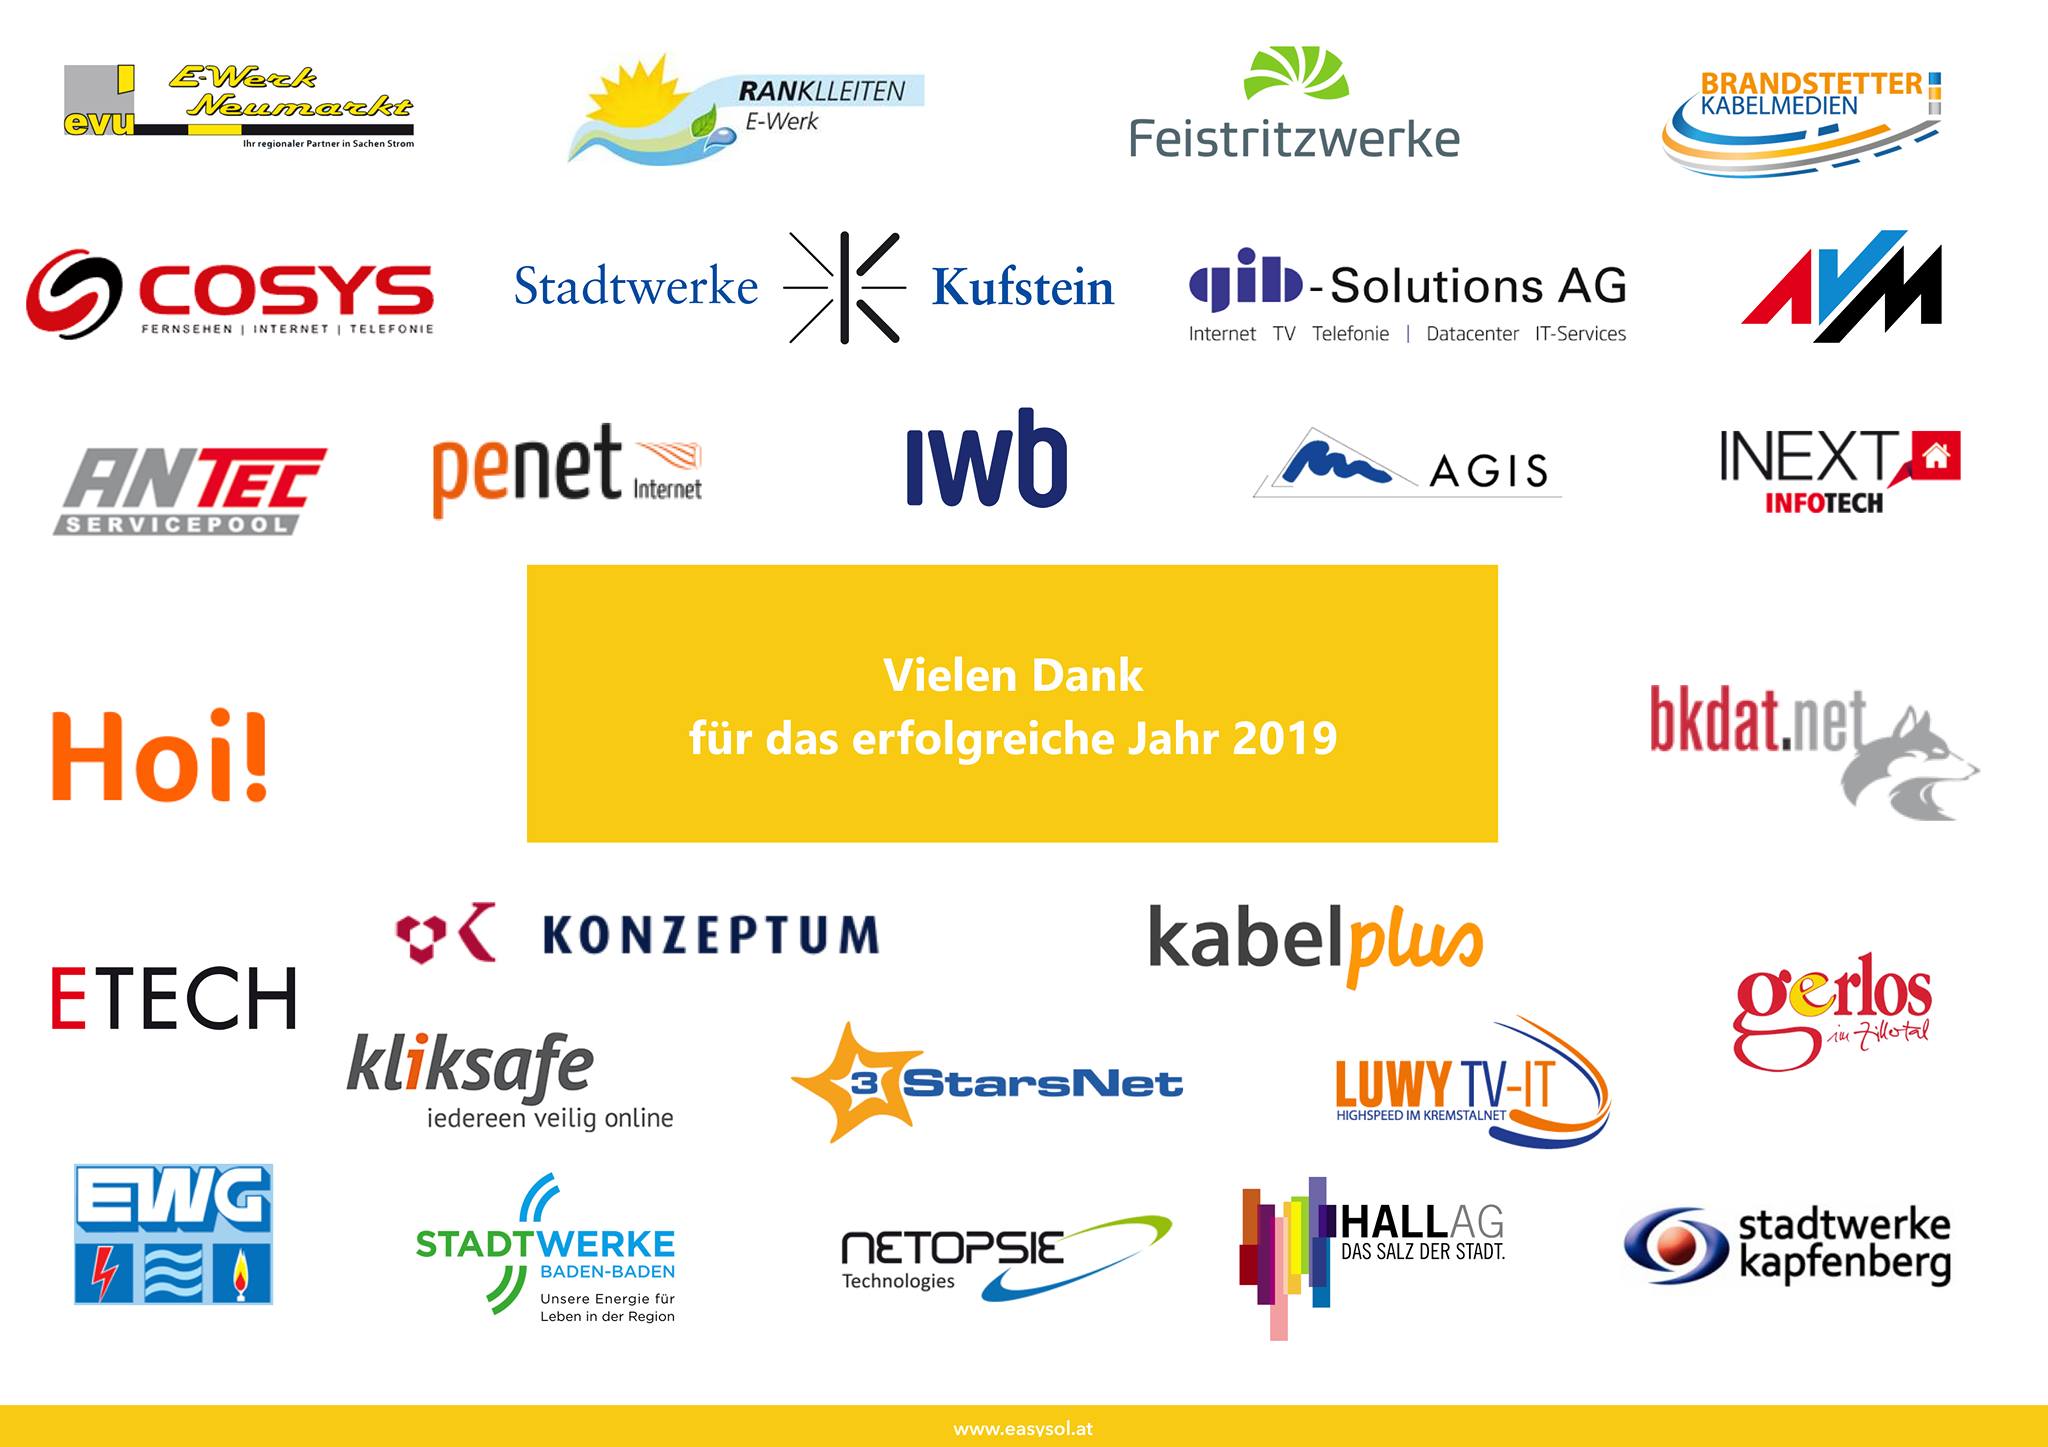 evu
E-Werk
Neumarkt
Ihr regionaler Partner in Sachen Strom
RANKLLEITEN
E-Werk
Feistritzwerke
BRANDSTETTER
KABELMEDIEN
COSYS
FERNSEHEN | INTERNET | TELEFONIE
Stadtwerke K Kufstein
gib-Solutions AG
Internet TV Telefonie | Datacenter IT-Services
AVM
ANTEC
SERVICEPOOL
penet
Internet
iwb
AGIS
INEXT
INFOTECH
Vielen Dank
für das erfolgreiche Jahr 2019
Hoi!
bkdat.net
KONZEPTUM
kabelplus
ETECH
gerlos
im Zillertal
kliksafe
iedereen veilig online
3 StarsNet
LUWY TV-IT
HIGHSPEED IM KREMSTALNET
EWG
STADTWERKE
BADEN-BADEN
Unsere Energie für
Leben in der Region
NETOPSIE
Technologies
HALLAG
DAS SALZ DER STADT.
stadtwerke
kapfenberg
www.easysol.at